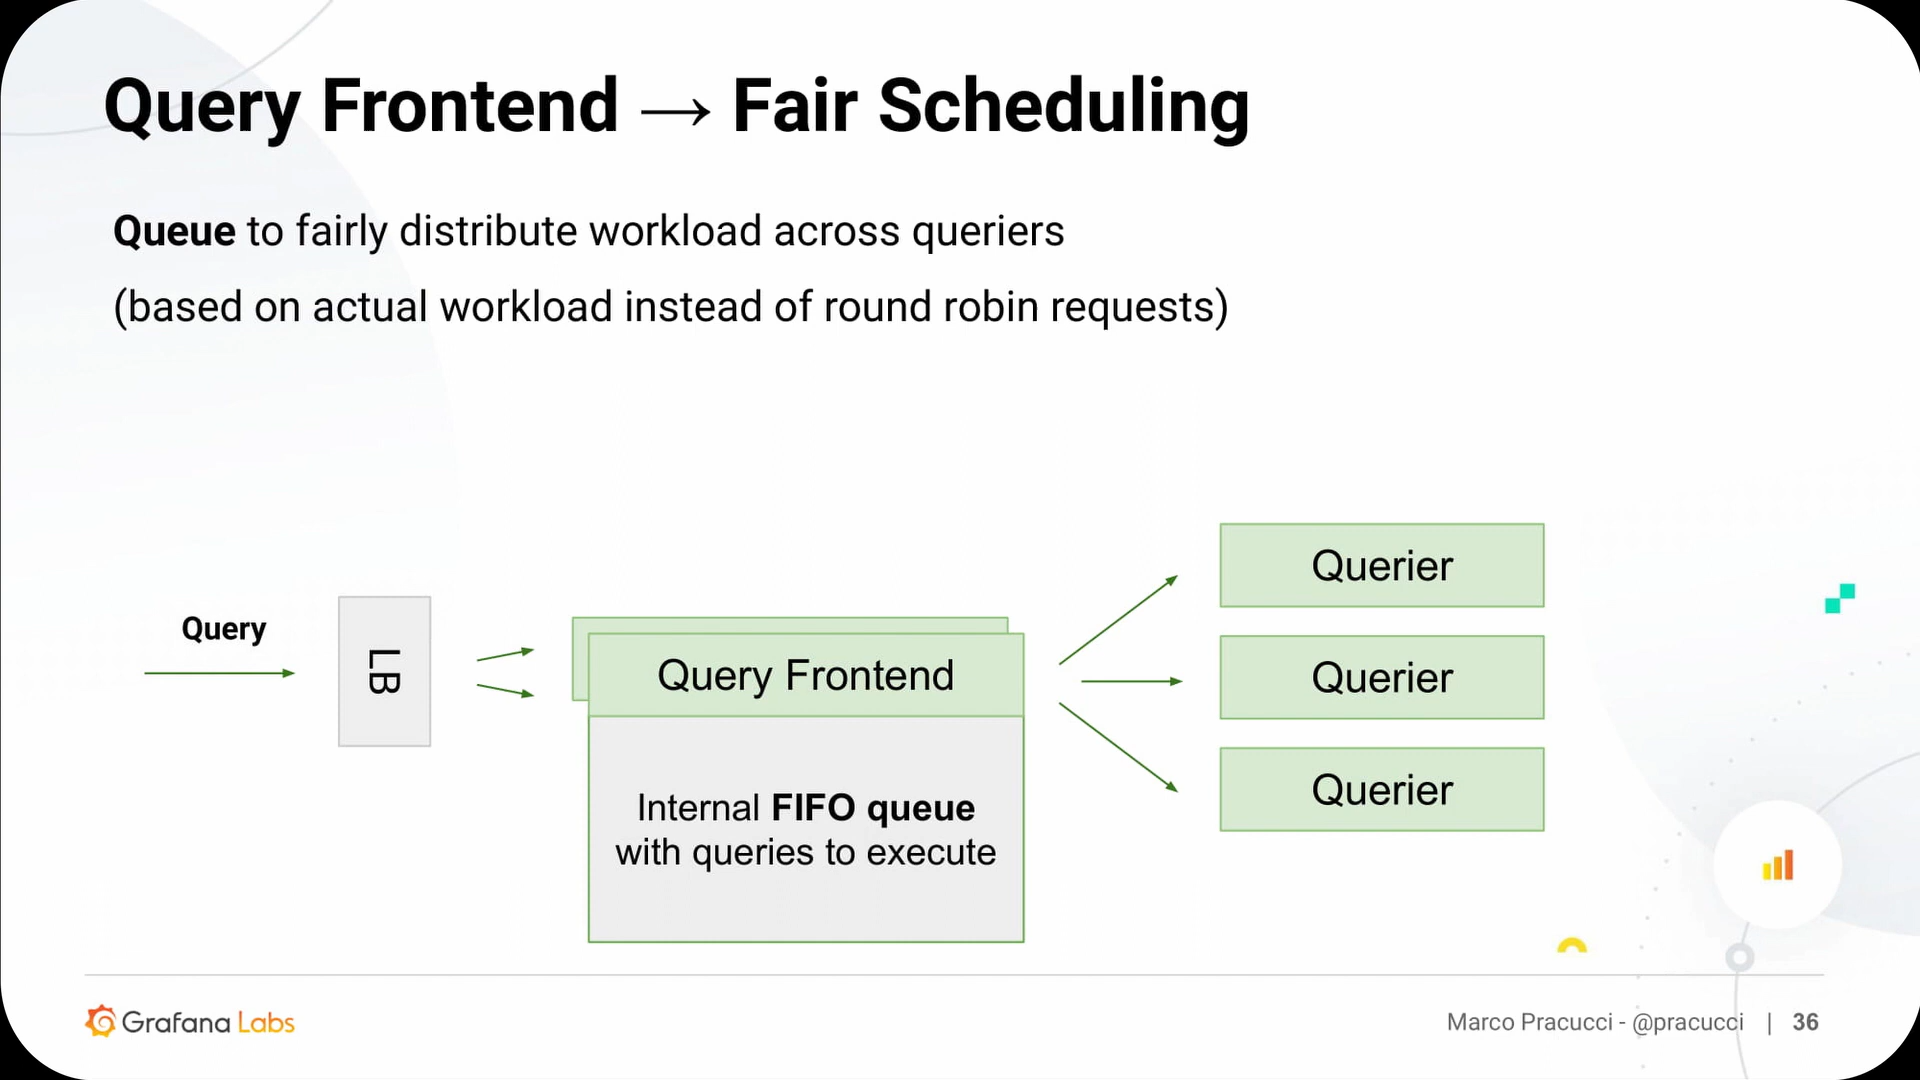 Query Frontend → Fair Scheduling
Queue to fairly distribute workload across queriers
(based on actual workload instead of round robin requests)
Query
LB
Query Frontend
Internal FIFO queue
with queries to execute
Querier
Querier
Querier
Grafana Labs
Marco Pracucci - @pracucci | 36